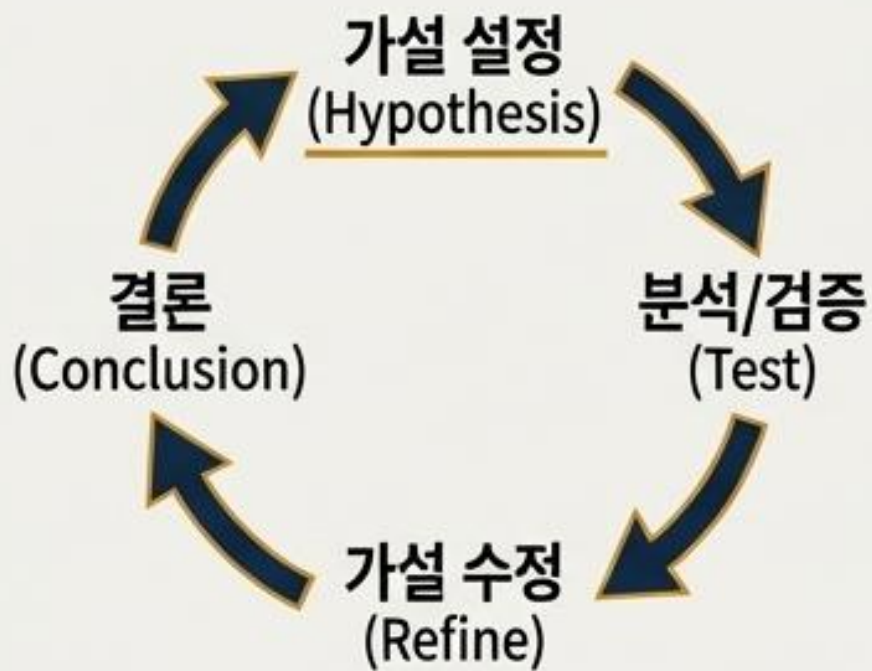 가설 설정
(Hypothesis)
분석/검증
(Test)
가설 수정
(Refine)
결론
(Conclusion)